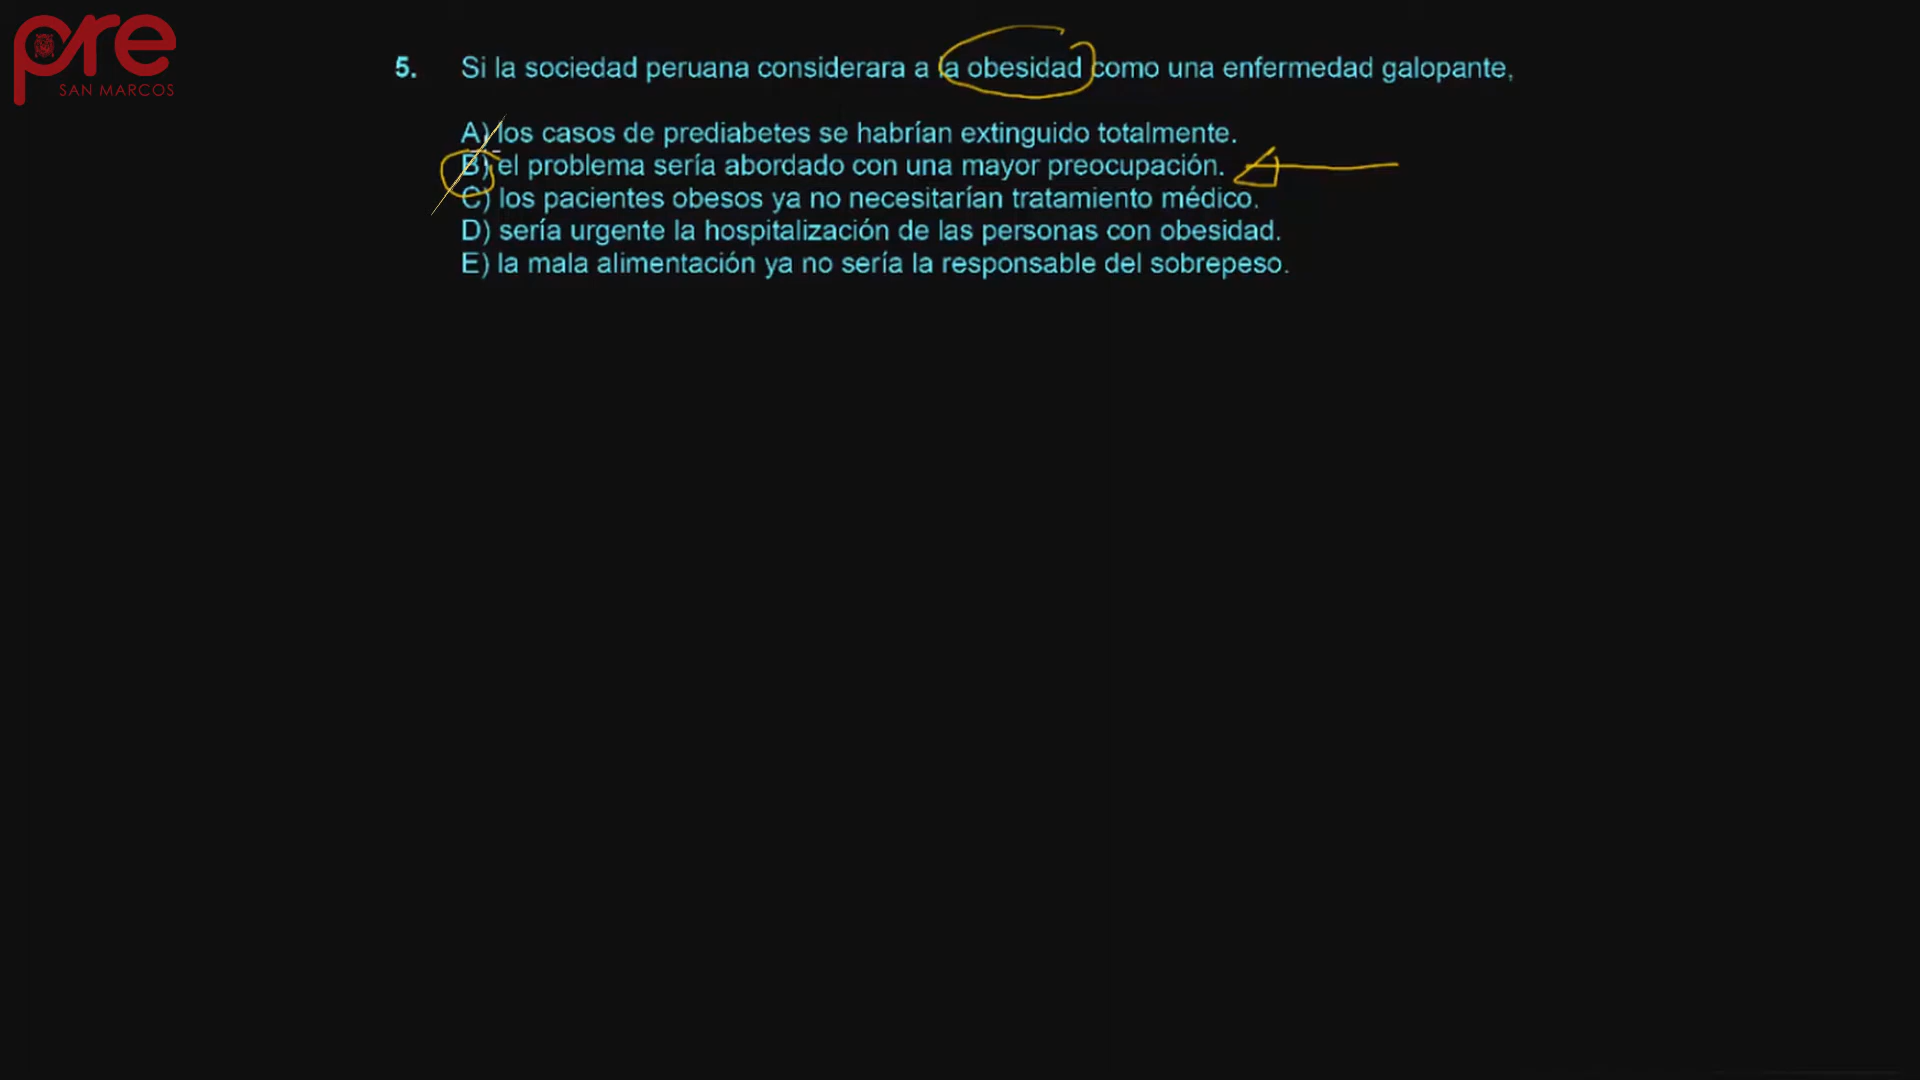 pre
SAN MARCOS
5. Si la sociedad peruana considerara a la obesidad como una enfermedad galopante,
A) los casos de prediabetes se habrían extinguido totalmente.
B) el problema sería abordado con una mayor preocupación.
C) los pacientes obesos ya no necesitarían tratamiento médico.
D) sería urgente la hospitalización de las personas con obesidad.
E) la mala alimentación ya no sería la responsable del sobrepeso.